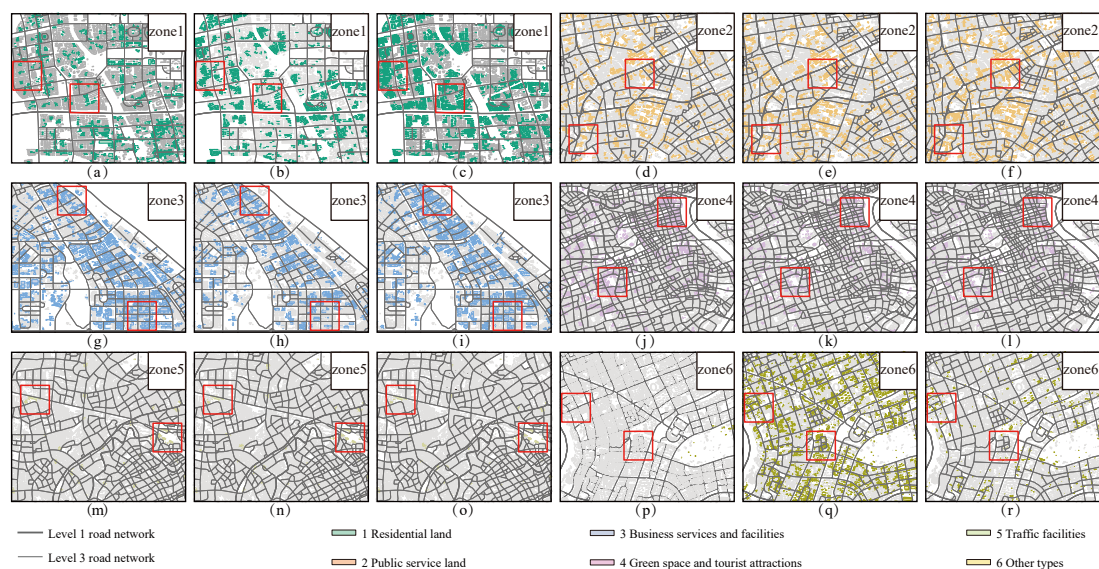 zone1 zone1 zone1 zone2 zone2 zone2
(a) (b) (c) (d) (e) (f)
zone3 zone3 zone3 zone4 zone4 zone4
(g) (h) (i) (j) (k) (l)
zone5 zone5 zone5 zone6 zone6 zone6
(m) (n) (o) (p) (q) (r)
Level 1 road network 1 Residential land 3 Business services and facilities 5 Traffic facilities
Level 3 road network 2 Public service land 4 Green space and tourist attractions 6 Other types